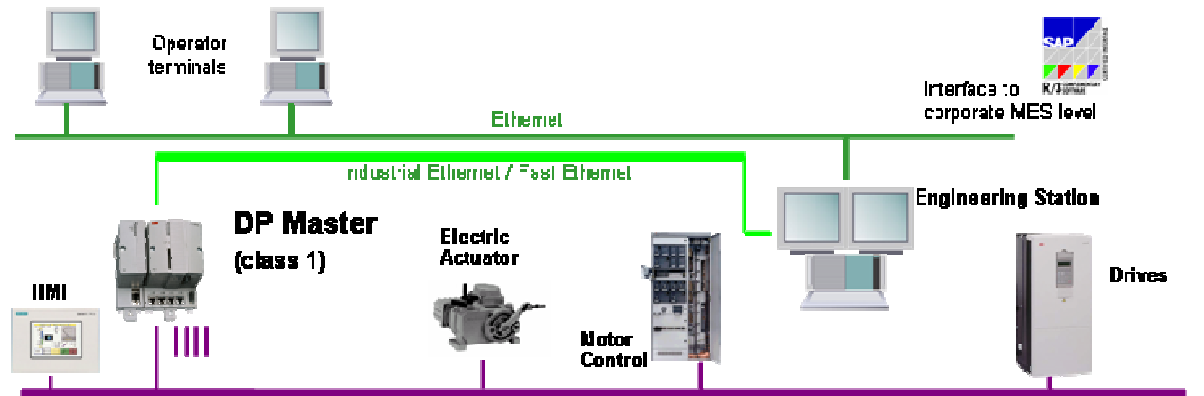 Operator
terminals
SAP
R/3
Interface to
corporate MES level
Ethernet
Industrial Ethernet / Fast Ethernet
Engineering Station
DP Master
(class 1)
Electric
Actuator
HMI
Motor
Control
Drives